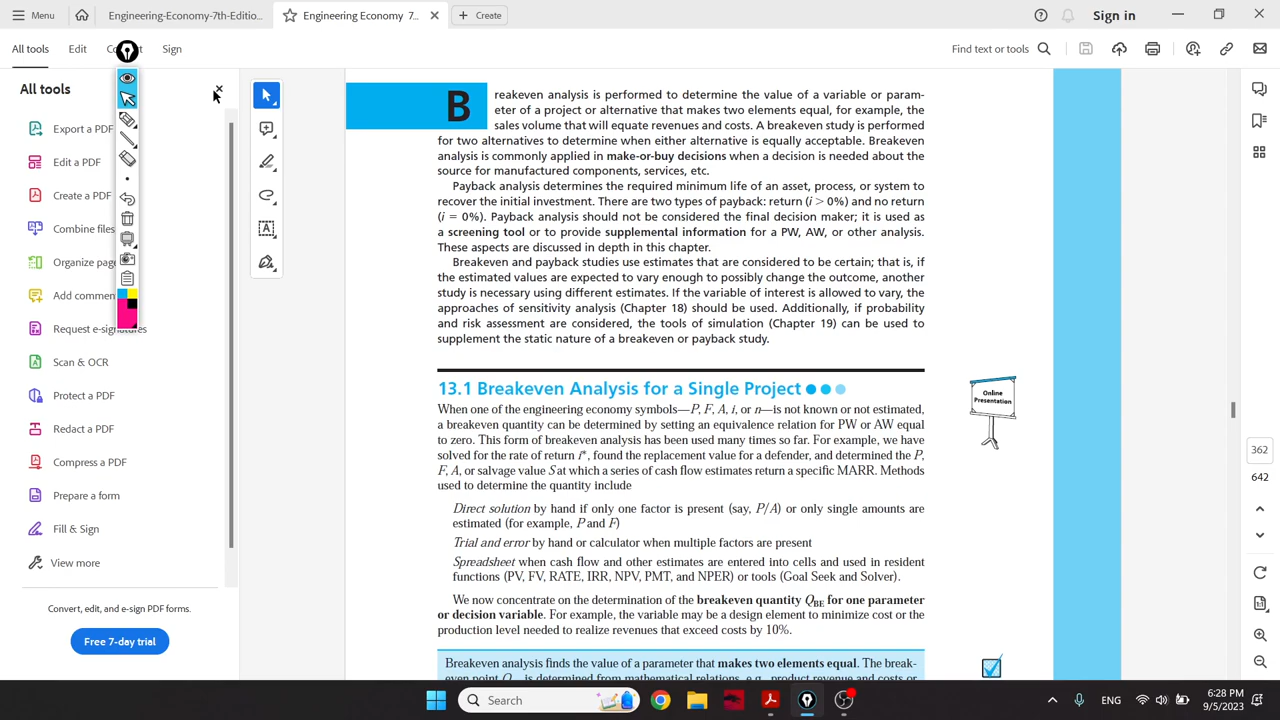 Menu
Engineering-Economy-7th-Editio...
Engineering Economy 7...
Create
Sign in
All tools
Edit
Sign
Find text or tools
All tools
Export a PDF
Edit a PDF
Create a PDF
Combine files
Organize page
Add commen
Request e-signatures
Scan & OCR
Protect a PDF
Redact a PDF
Compress a PDF
Prepare a form
Fill & Sign
View more
Convert, edit, and e-sign PDF forms.
Free 7-day trial
B
reakeven analysis is performed to determine the value of a variable or param-
eter of a project or alternative that makes two elements equal, for example, the
sales volume that will equate revenues and costs. A breakeven study is performed
for two alternatives to determine when either alternative is equally acceptable. Breakeven
analysis is commonly applied in make-or-buy decisions when a decision is needed about the
source for manufactured components, services, etc.
Payback analysis determines the required minimum life of an asset, process, or system to
recover the initial investment. There are two types of payback: return (i > 0%) and no return
(i = 0%). Payback analysis should not be considered the final decision maker; it is used as
a screening tool or to provide supplemental information for a PW, AW, or other analysis.
These aspects are discussed in depth in this chapter.
Breakeven and payback studies use estimates that are considered to be certain; that is, if
the estimated values are expected to vary enough to possibly change the outcome, another
study is necessary using different estimates. If the variable of interest is allowed to vary, the
approaches of sensitivity analysis (Chapter 18) should be used. Additionally, if probability
and risk assessment are considered, the tools of simulation (Chapter 19) can be used to
supplement the static nature of a breakeven or payback study.
13.1 Breakeven Analysis for a Single Project
When one of the engineering economy symbols—P, F, A, i, or n—is not known or not estimated,
a breakeven quantity can be determined by setting an equivalence relation for PW or AW equal
to zero. This form of breakeven analysis has been used many times so far. For example, we have
solved for the rate of return i*, found the replacement value for a defender, and determined the P,
F, A, or salvage value S at which a series of cash flow estimates return a specific MARR. Methods
used to determine the quantity include
Direct solution by hand if only one factor is present (say, P/A) or only single amounts are
estimated (for example, P and F)
Trial and error by hand or calculator when multiple factors are present
Spreadsheet when cash flow and other estimates are entered into cells and used in resident
functions (PV, FV, RATE, IRR, NPV, PMT, and NPER) or tools (Goal Seek and Solver).
We now concentrate on the determination of the breakeven quantity QBE for one parameter
or decision variable. For example, the variable may be a design element to minimize cost or the
production level needed to realize revenues that exceed costs by 10%.
Breakeven analysis finds the value of a parameter that makes two elements equal. The break-
even point Q is determined from mathematical relations, e.g., product revenue and costs or
Online
Presentation
362
642
Search
ENG
6:28 PM
9/5/2023